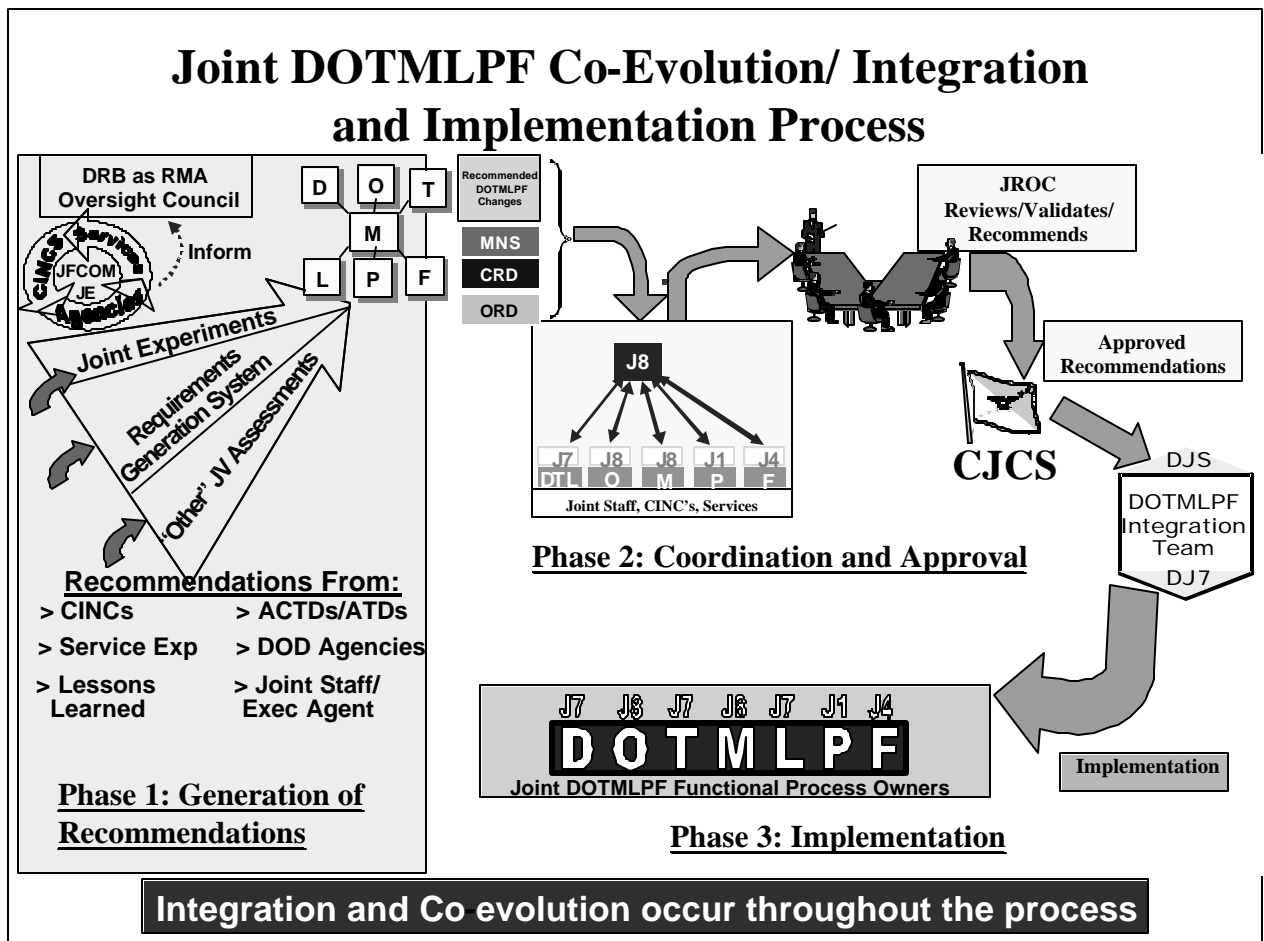 Joint DOTMLPF Co-Evolution/ Integration
and Implementation Process
DRB as RMA
Oversight Council
Inform
CINCS
Services
Agencies
JFCOM
JE
D
O
T
M
L
P
F
Joint Experiments
Requirements
Generation System
"Other" JV Assessments
Recommendations From:
> CINCs
> ACTDs/ATDs
> Service Exp
> DOD Agencies
> Lessons
Learned
> Joint Staff/
Exec Agent
Phase 1: Generation of
Recommendations
Recommended
DOTMLPF
Changes
MNS
CRD
ORD
J8
J7 J8 J8 J1 J4
DTL O M P F
Joint Staff, CINC's, Services
Phase 2: Coordination and Approval
JROC
Reviews/Validates/
Recommends
Approved
Recommendations
CJCS
DJS
DOTMLPF
Integration
Team
DJ7
Implementation
J7 J8 J7 J8 J7 J1 J4
DOTMLPF
Joint DOTMLPF Functional Process Owners
Phase 3: Implementation
Integration and Co-evolution occur throughout the process